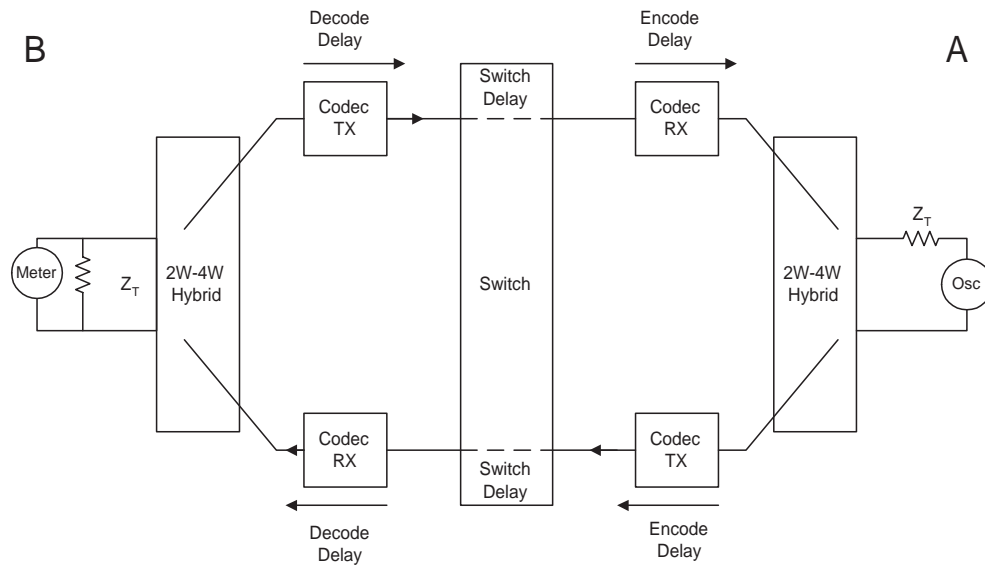 B
Decode
Delay
Encode
Delay
A
Codec
TX
Switch
Delay
Codec
RX
Meter
Z_T
2W-4W
Hybrid
Switch
2W-4W
Hybrid
Z_T
Osc
Codec
RX
Switch
Delay
Codec
TX
Decode
Delay
Encode
Delay